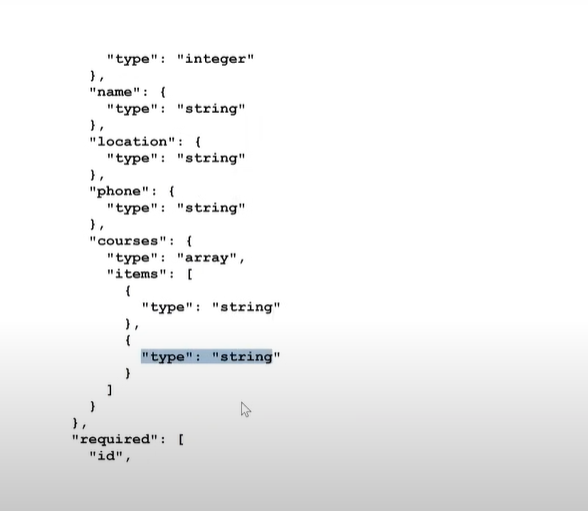 "type": "integer"
},
"name": {
"type": "string"
},
"location": {
"type": "string"
},
"phone": {
"type": "string"
},
"courses": {
"type": "array",
"items": [
{
"type": "string"
},
{
"type": "string"
}
]
}
},
"required": [
"id",